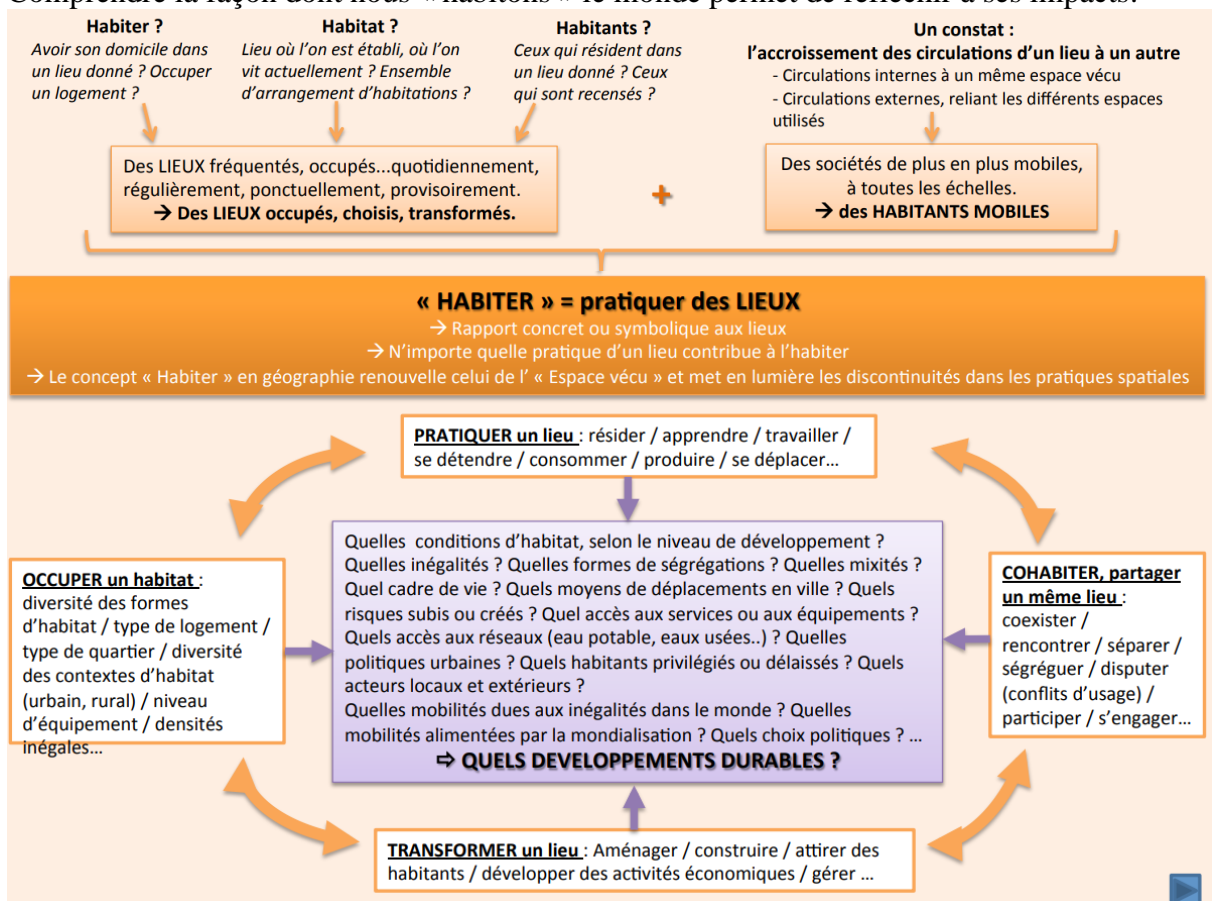 Comprendre la façon dont nous « habitons » le monde permet de réfléchir à ses impacts.
Habiter ?
Avoir son domicile dans
un lieu donné ? Occuper
un logement ?
Habitat ?
Lieu où l'on est établi, où l'on
vit actuellement ? Ensemble
d'arrangement d'habitations ?
Habitants ?
Ceux qui résident dans
un lieu donné ? Ceux
qui sont recensés ?
Un constat :
l'accroissement des circulations d'un lieu à un autre
- Circulations internes à un même espace vécu
- Circulations externes, reliant les différents espaces
utilisés
Des LIEUX fréquentés, occupés...quotidiennement,
régulièrement, ponctuellement, provisoirement.
→ Des LIEUX occupés, choisis, transformés.
+
Des sociétés de plus en plus mobiles,
à toutes les échelles.
→ des HABITANTS MOBILES
« HABITER » = pratiquer des LIEUX
→ Rapport concret ou symbolique aux lieux
→ N'importe quelle pratique d'un lieu contribue à l'habiter
→ Le concept « Habiter » en géographie renouvelle celui de l' « Espace vécu » et met en lumière les discontinuités dans les pratiques spatiales
PRATIQUER un lieu : résider / apprendre / travailler /
se détendre / consommer / produire / se déplacer...
OCCUPER un habitat :
diversité des formes
d'habitat / type de logement /
type de quartier / diversité
des contextes d'habitat
(urbain, rural) / niveau
d'équipement / densités
inégales...
Quelles conditions d'habitat, selon le niveau de développement ?
Quelles inégalités ? Quelles formes de ségrégations ? Quelles mixités ?
Quel cadre de vie ? Quels moyens de déplacements en ville ? Quels
risques subis ou créés ? Quel accès aux services ou aux équipements ?
Quels accès aux réseaux (eau potable, eaux usées..) ? Quelles
politiques urbaines ? Quels habitants privilégiés ou délaissés ? Quels
acteurs locaux et extérieurs ?
Quelles mobilités dues aux inégalités dans le monde ? Quelles
mobilités alimentées par la mondialisation ? Quels choix politiques ? ...
⇨ QUELS DEVELOPPEMENTS DURABLES ?
COHABITER, partager
un même lieu :
coexister /
rencontrer / séparer /
ségréguer / disputer
(conflits d'usage) /
participer / s'engager...
TRANSFORMER un lieu : Aménager / construire / attirer des
habitants / développer des activités économiques / gérer ...